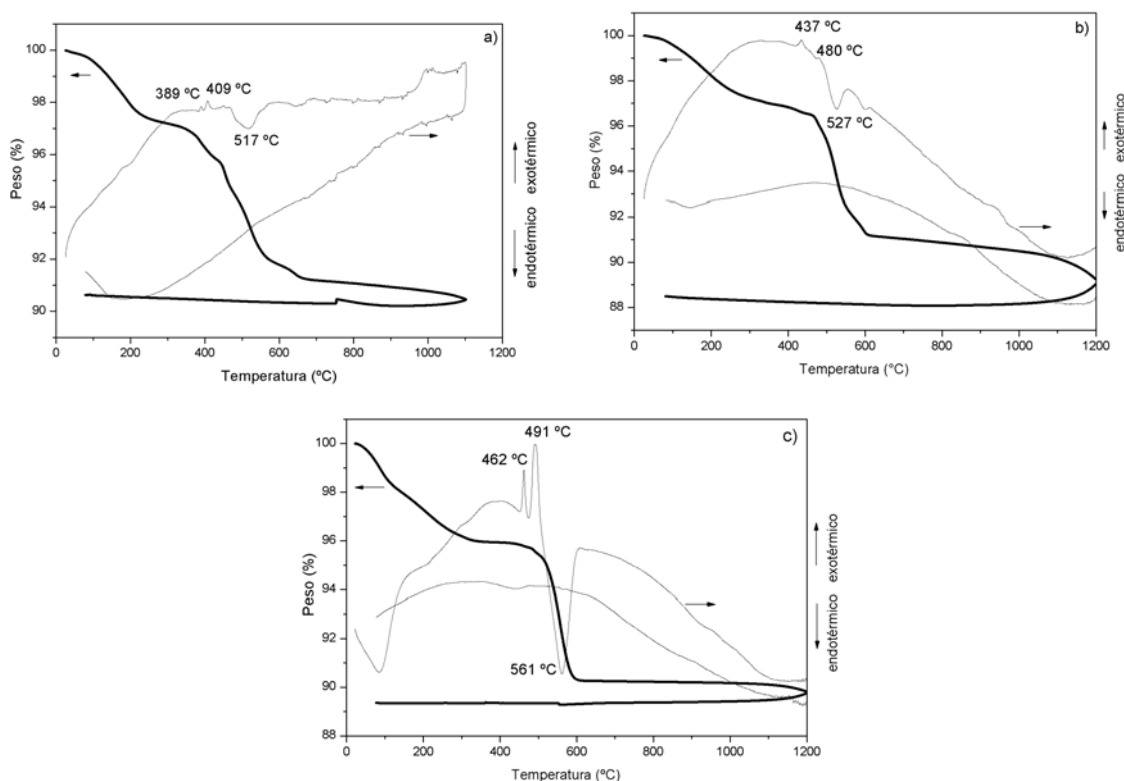 a)
100
98
96
94
92
91
90
389 ºC
409 ºC
517 ºC
Peso (%)
endotérmico exotérmico
0 200 400 600 800 1000 1200
Temperatura (ºC)
b)
100
98
96
94
92
90
88
437 ºC
480 ºC
527 ºC
Peso (%)
endotérmico exotérmico
0 200 400 600 800 1000 1200
Temperatura (°C)
c)
100
98
96
94
92
90
88
491 ºC
462 ºC
561 ºC
Peso (%)
endotérmico exotérmico
0 200 400 600 800 1000 1200
Temperatura (ºC)